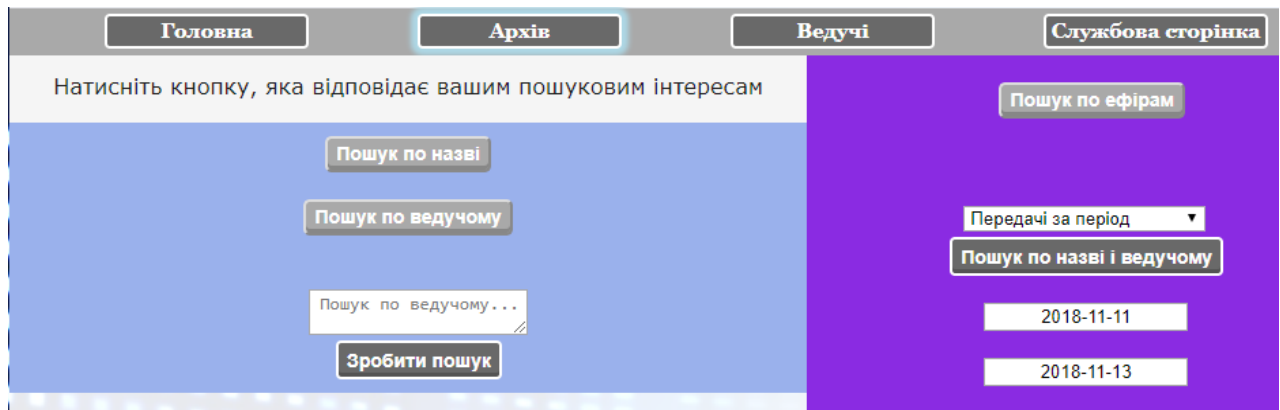 Головна
Архів
Ведучі
Службова сторінка
Натисніть кнопку, яка відповідає вашим пошуковим інтересам
Пошук по назві
Пошук по ведучому
Пошук по ведучому...
Зробити пошук
Пошук по ефірам
Передачі за період
Пошук по назві і ведучому
2018-11-11
2018-11-13